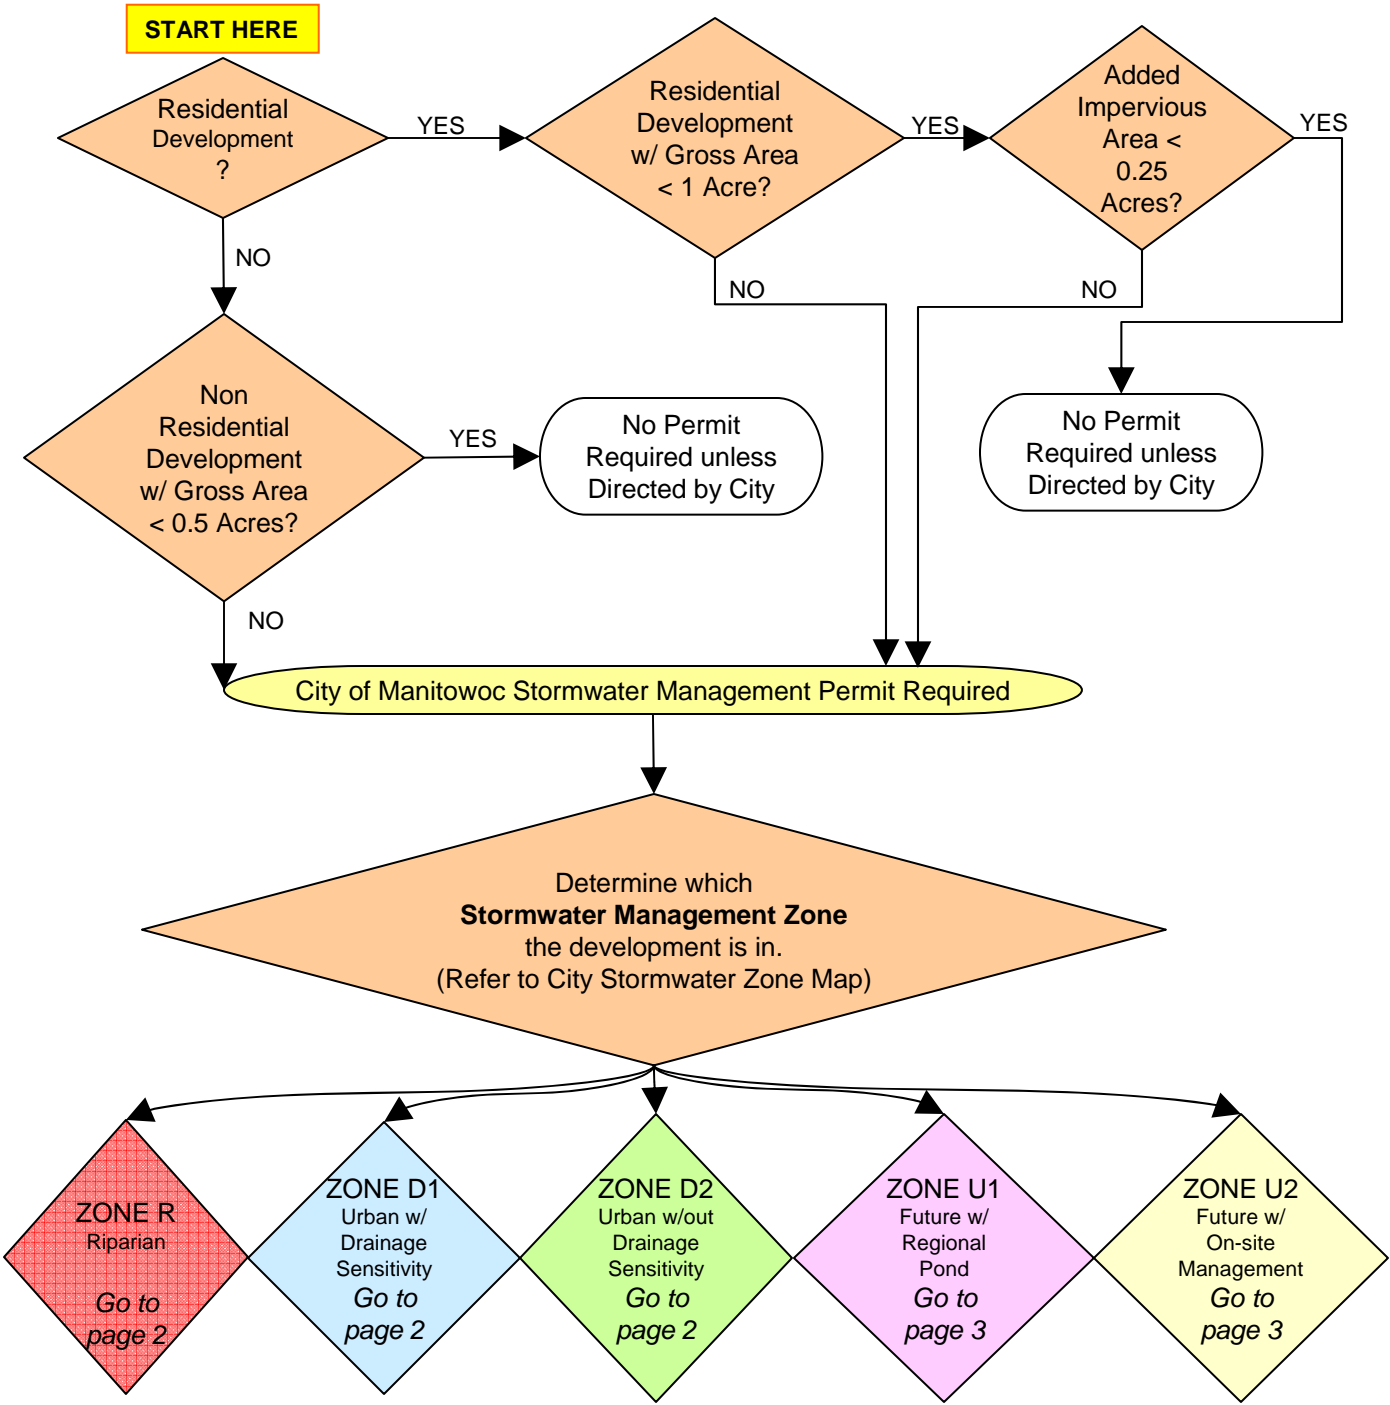 START HERE
Residential
Development
?
YES
Residential
Development
w/ Gross Area
< 1 Acre?
YES
Added
Impervious
Area <
0.25
Acres?
YES
NO
NO
NO
Non
Residential
Development
w/ Gross Area
< 0.5 Acres?
YES
No Permit
Required unless
Directed by City
No Permit
Required unless
Directed by City
NO
City of Manitowoc Stormwater Management Permit Required
Determine which
Stormwater Management Zone
the development is in.
(Refer to City Stormwater Zone Map)
ZONE R
Riparian
Go to
page 2
ZONE D1
Urban w/
Drainage
Sensitivity
Go to
page 2
ZONE D2
Urban w/out
Drainage
Sensitivity
Go to
page 2
ZONE U1
Future w/
Regional
Pond
Go to
page 3
ZONE U2
Future w/
On-site
Management
Go to
page 3